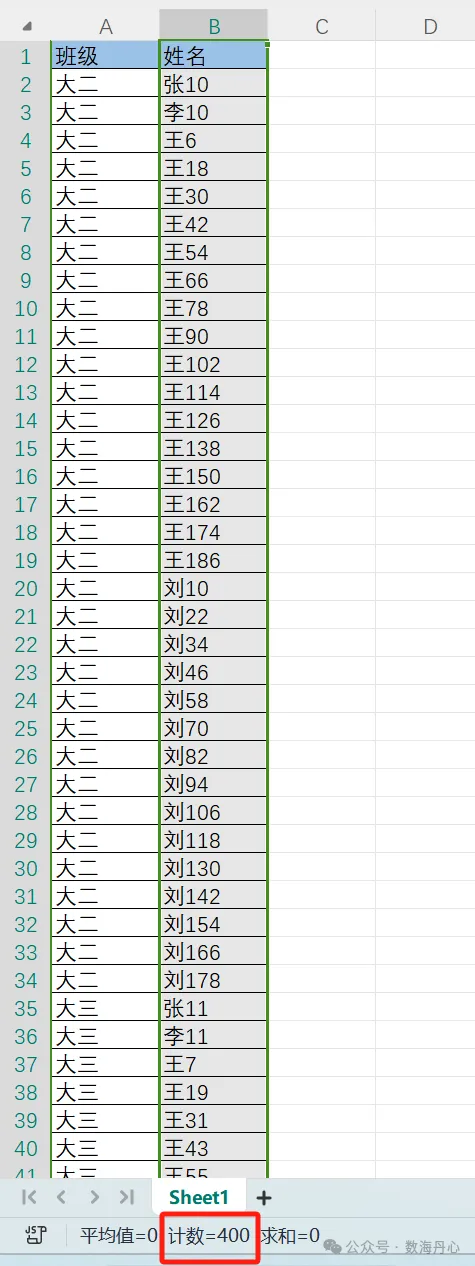 A B C D
1 班级 姓名
2 大二 张10
3 大二 李10
4 大二 王6
5 大二 王18
6 大二 王30
7 大二 王42
8 大二 王54
9 大二 王66
10 大二 王78
11 大二 王90
12 大二 王102
13 大二 王114
14 大二 王126
15 大二 王138
16 大二 王150
17 大二 王162
18 大二 王174
19 大二 王186
20 大二 刘10
21 大二 刘22
22 大二 刘34
23 大二 刘46
24 大二 刘58
25 大二 刘70
26 大二 刘82
27 大二 刘94
28 大二 刘106
29 大二 刘118
30 大二 刘130
31 大二 刘142
32 大二 刘154
33 大二 刘166
34 大二 刘178
35 大三 张11
36 大三 李11
37 大三 王7
38 大三 王19
39 大三 王31
40 大三 王43
41 大三 王55
Sheet1
JST 平均值=0 计数=400 求和=0
公众号 · 数海丹心